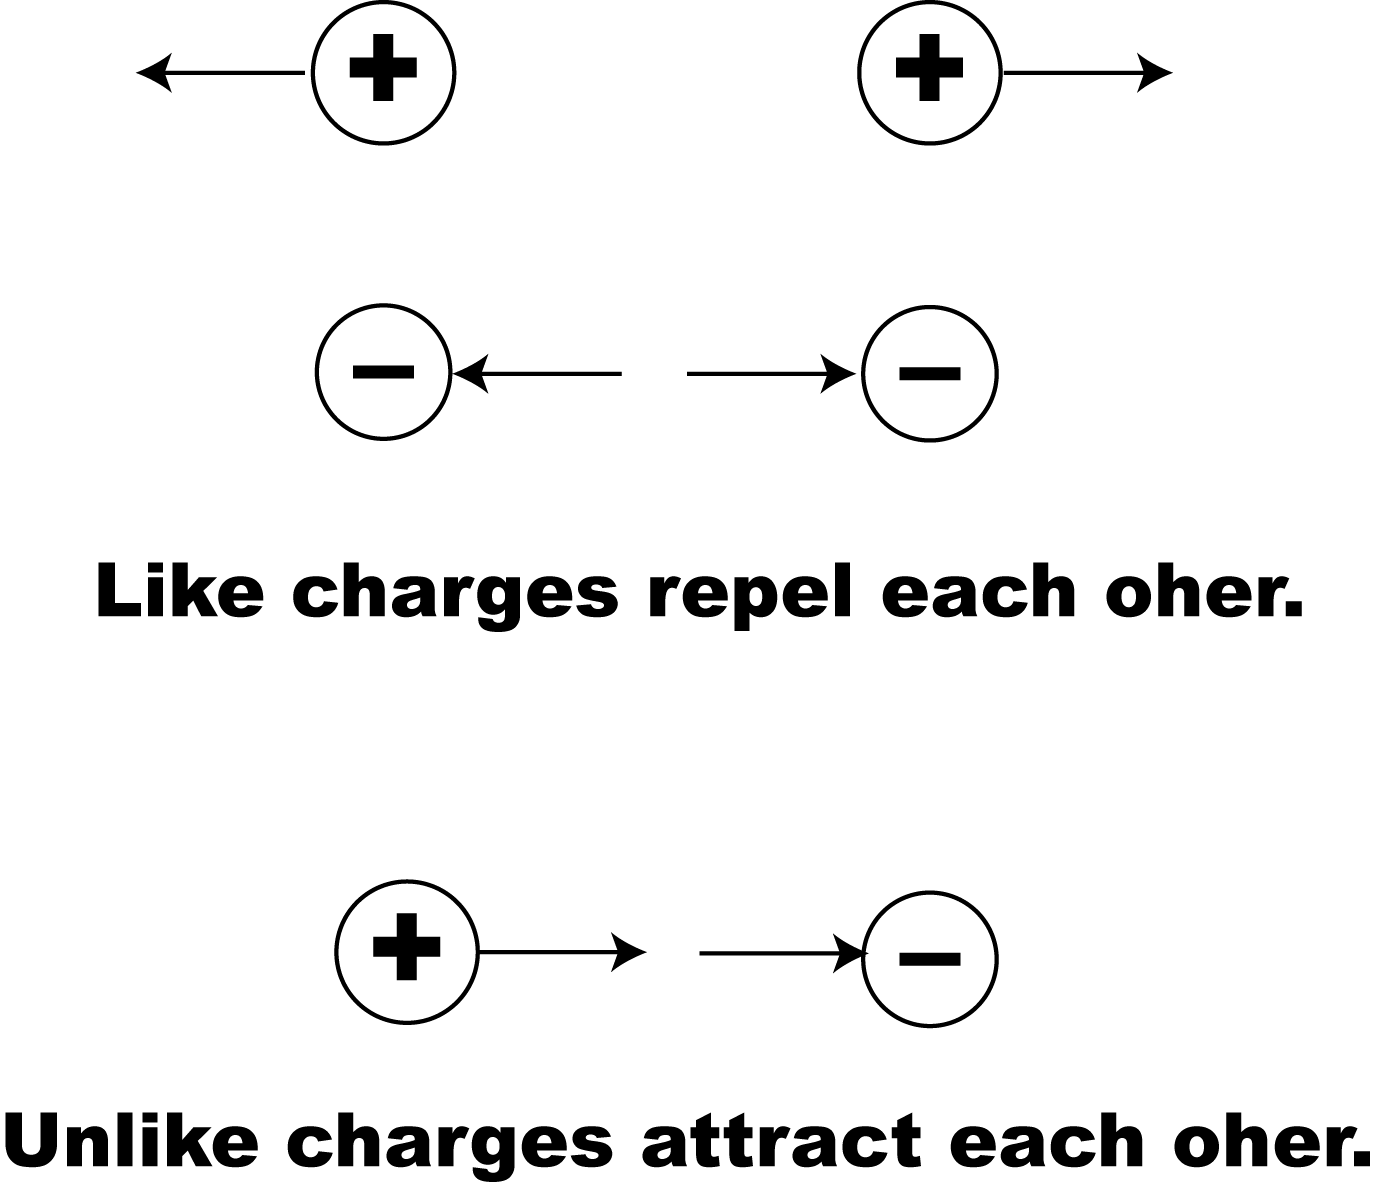 + +
− −
Like charges repel each oher.
+ −
Unlike charges attract each oher.